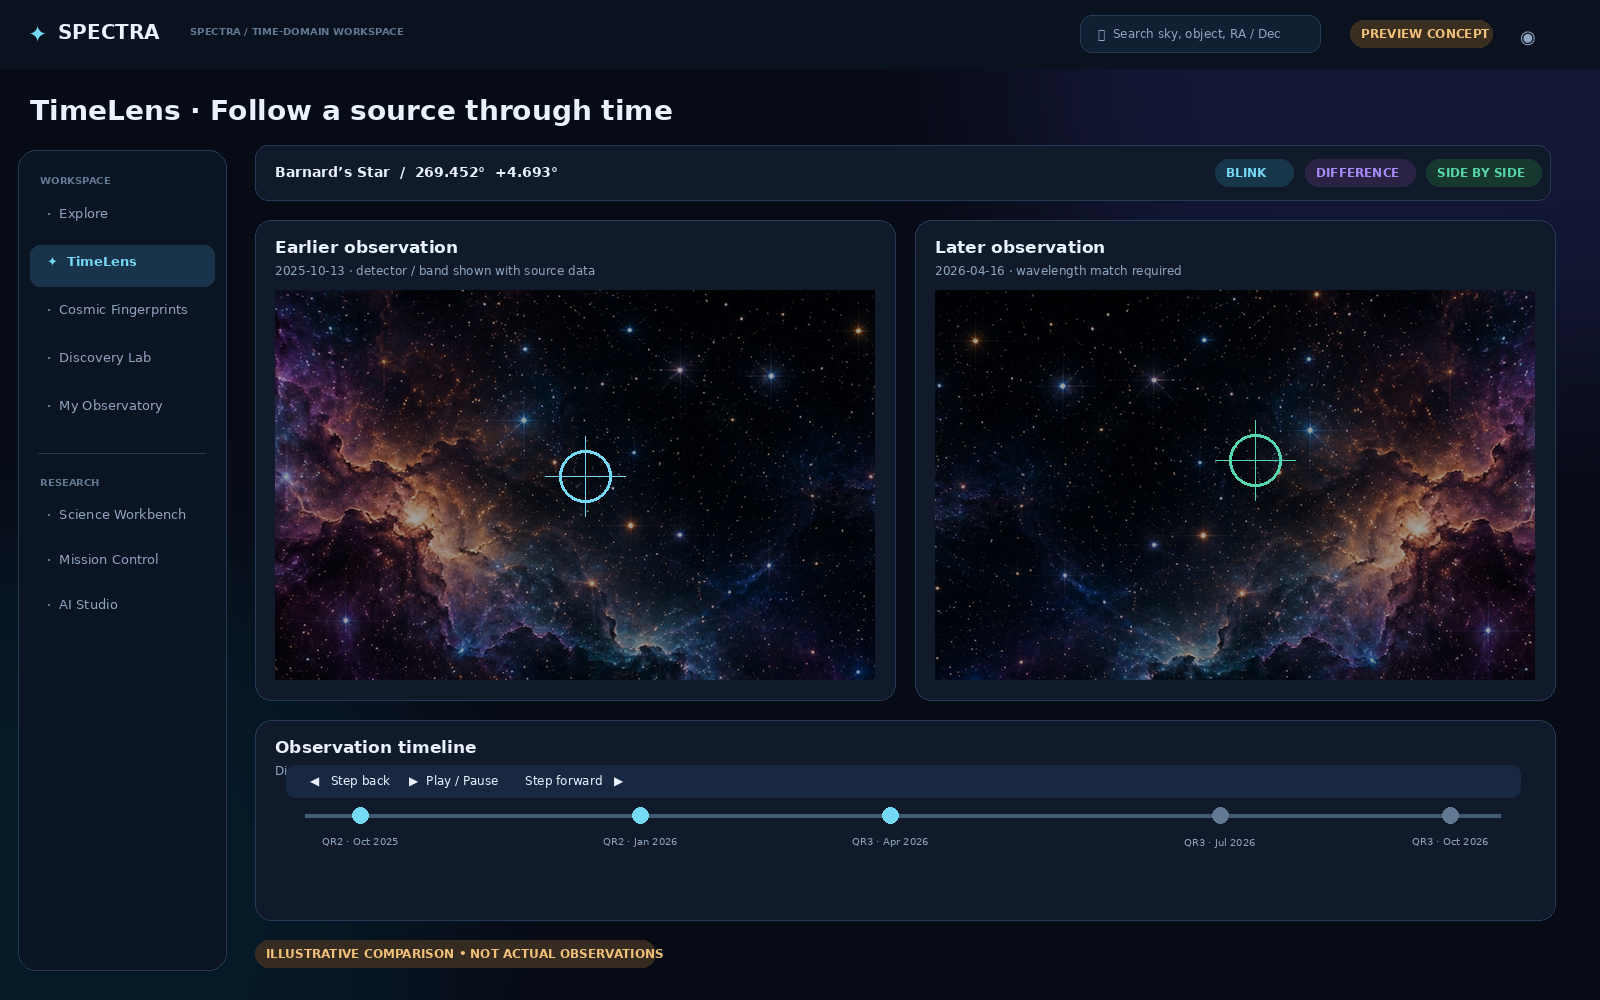 ✦ SPECTRA
SPECTRA / TIME-DOMAIN WORKSPACE
Search sky, object, RA / Dec
PREVIEW CONCEPT
TimeLens · Follow a source through time
WORKSPACE
· Explore
✦ TimeLens
· Cosmic Fingerprints
· Discovery Lab
· My Observatory
RESEARCH
· Science Workbench
· Mission Control
· AI Studio
Barnard’s Star / 269.452° +4.693°
BLINK
DIFFERENCE
SIDE BY SIDE
Earlier observation
2025-10-13 · detector / band shown with source data
Later observation
2026-04-16 · wavelength match required
Observation timeline
◀ Step back ▶ Play / Pause Step forward ▶
QR2 · Oct 2025
QR2 · Jan 2026
QR3 · Apr 2026
QR3 · Jul 2026
QR3 · Oct 2026
ILLUSTRATIVE COMPARISON • NOT ACTUAL OBSERVATIONS